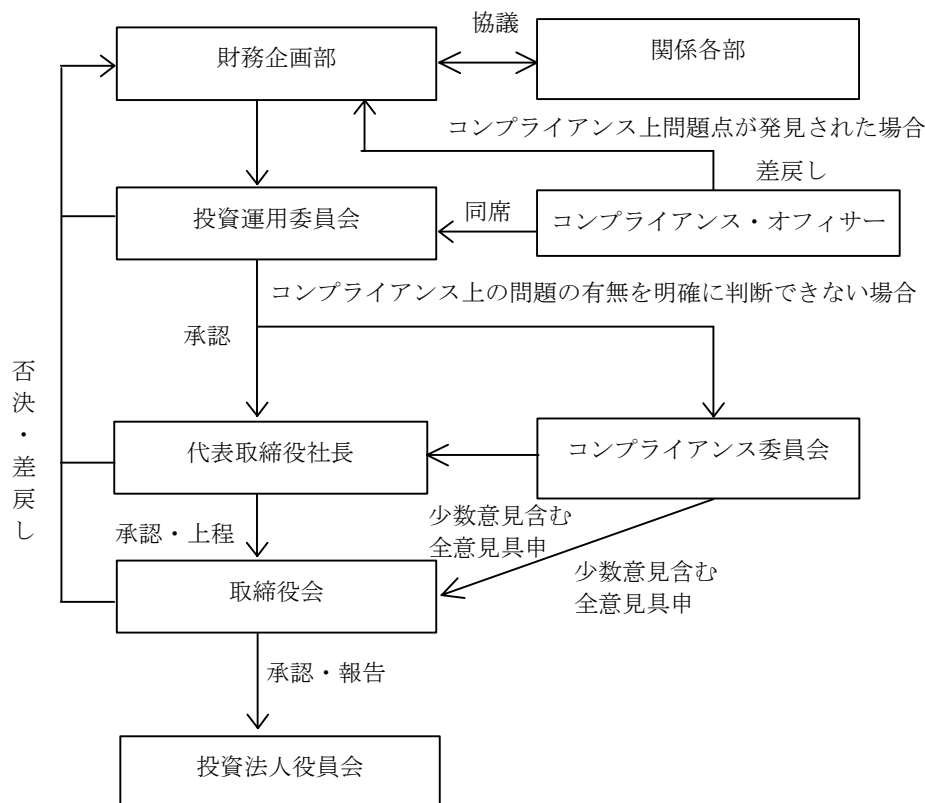 協議
財務企画部
関係各部
コンプライアンス上問題点が発見された場合
差戻し
投資運用委員会
同席
コンプライアンス・オフィサー
コンプライアンス上の問題の有無を明確に判断できない場合
承認
否決・差戻し
代表取締役社長
コンプライアンス委員会
承認・上程
少数意見含む
全意見具申
少数意見含む
全意見具申
取締役会
承認・報告
投資法人役員会